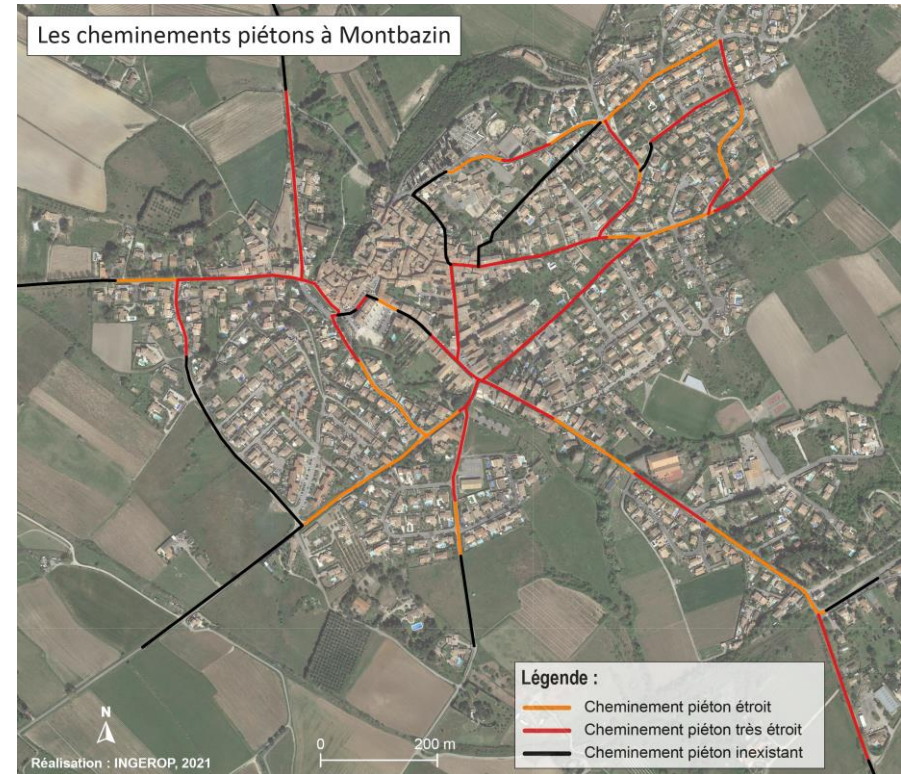 Les cheminements piétons à Montbazin
Légende :
Cheminement piéton étroit
Cheminement piéton très étroit
Cheminement piéton inexistant
N
0 200 m
Réalisation : INGEROP, 2021